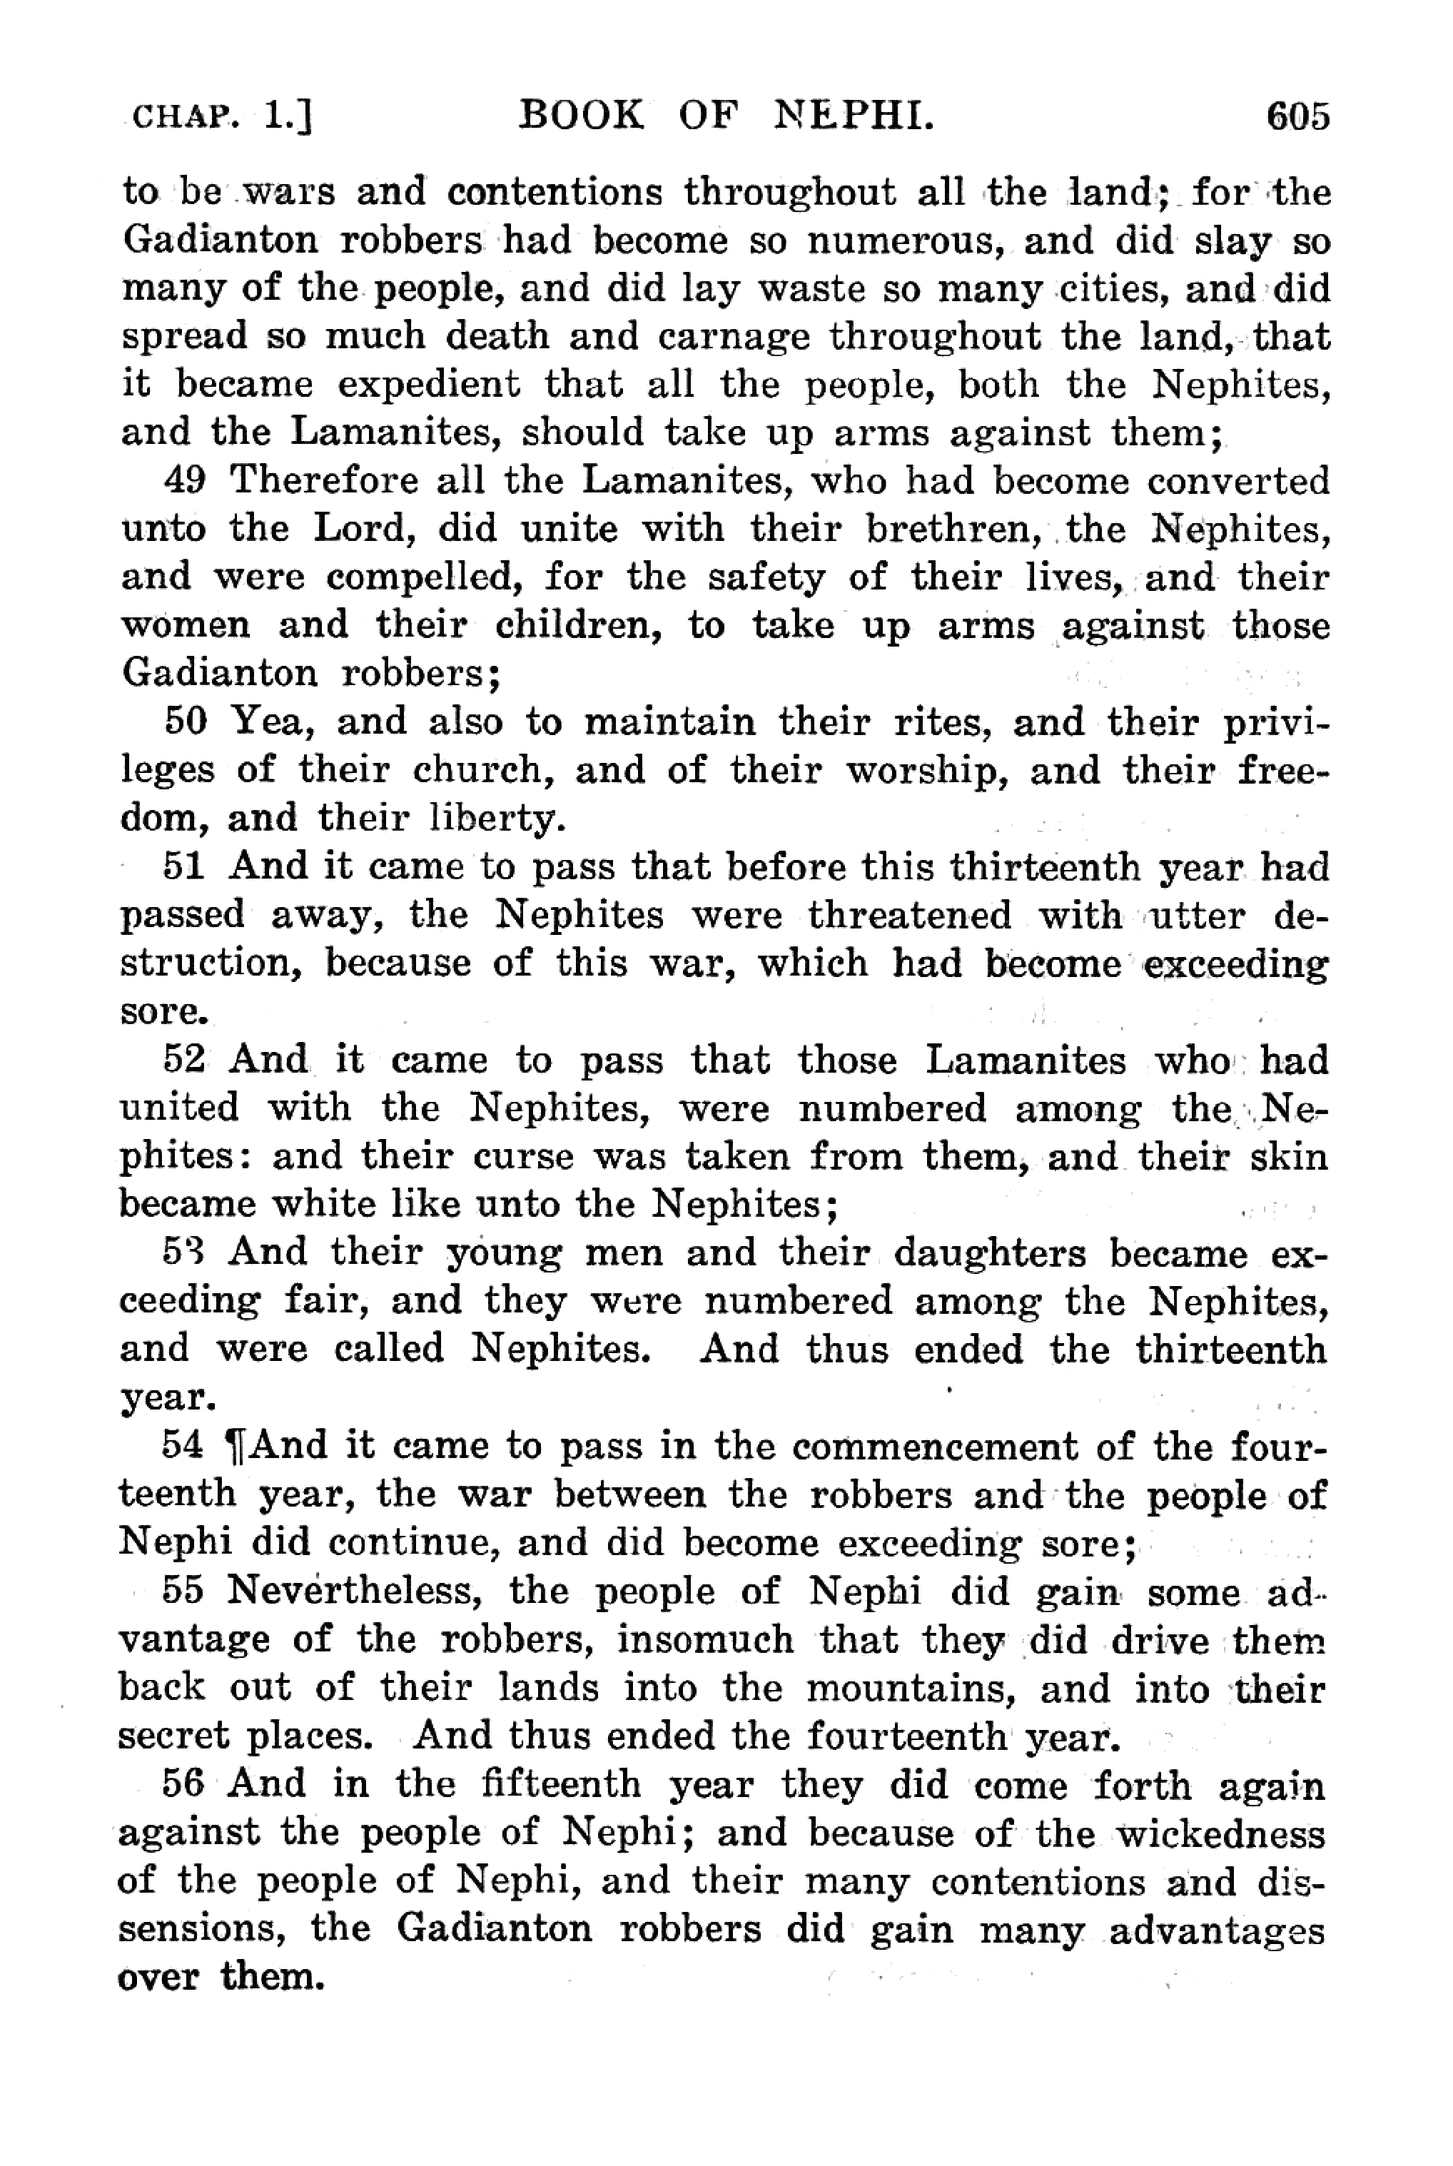 CHAP. 1.] BOOK OF NEPHI. 605
to be wars and contentions throughout all the land; for the
Gadianton robbers had become so numerous, and did slay so
many of the people, and did lay waste so many cities, and did
spread so much death and carnage throughout the land, that
it became expedient that all the people, both the Nephites,
and the Lamanites, should take up arms against them;
49 Therefore all the Lamanites, who had become converted
unto the Lord, did unite with their brethren, the Nephites,
and were compelled, for the safety of their lives, and their
women and their children, to take up arms against those
Gadianton robbers;
50 Yea, and also to maintain their rites, and their privi-
leges of their church, and of their worship, and their free-
dom, and their liberty.
51 And it came to pass that before this thirteenth year had
passed away, the Nephites were threatened with utter de-
struction, because of this war, which had become exceeding
sore.
52 And it came to pass that those Lamanites who had
united with the Nephites, were numbered among the Ne-
phites: and their curse was taken from them, and their skin
became white like unto the Nephites;
53 And their young men and their daughters became ex-
ceeding fair, and they were numbered among the Nephites,
and were called Nephites. And thus ended the thirteenth
year.
54 ¶And it came to pass in the commencement of the four-
teenth year, the war between the robbers and the people of
Nephi did continue, and did become exceeding sore;
55 Nevertheless, the people of Nephi did gain some ad-
vantage of the robbers, insomuch that they did drive them
back out of their lands into the mountains, and into their
secret places. And thus ended the fourteenth year.
56 And in the fifteenth year they did come forth again
against the people of Nephi; and because of the wickedness
of the people of Nephi, and their many contentions and dis-
sensions, the Gadianton robbers did gain many advantages
over them.